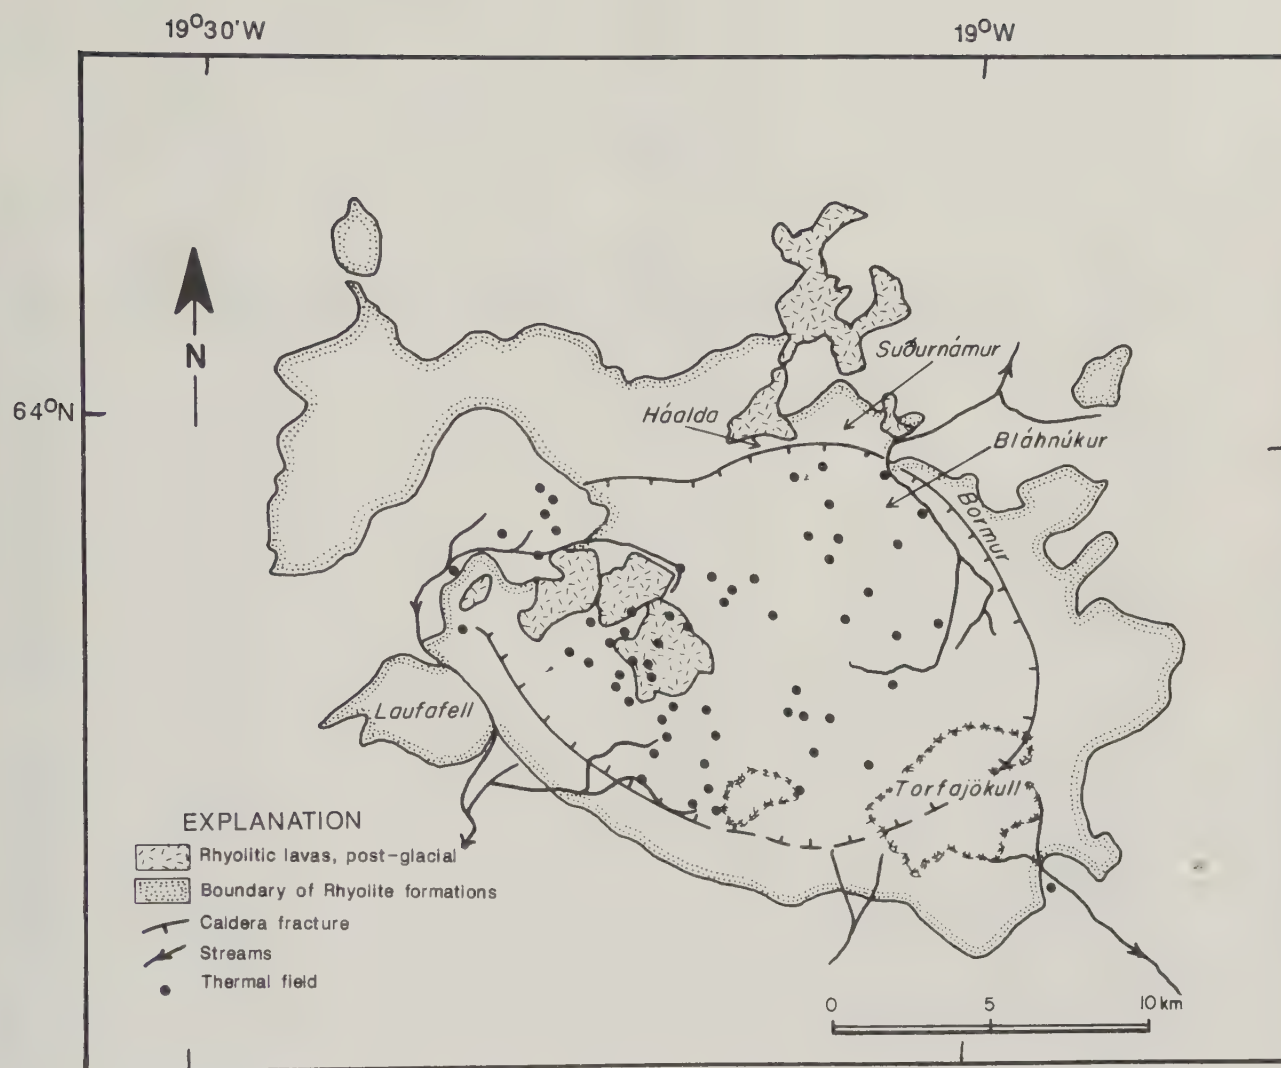 19°30'W
19°W
64°N
N
Suðurnámur
Háalda
Bláhnúkur
Bormur
Laufafell
Torfajökull
EXPLANATION
Rhyolitic lavas, post-glacial
Boundary of Rhyolite formations
Caldera fracture
Streams
Thermal field
0 5 10 km